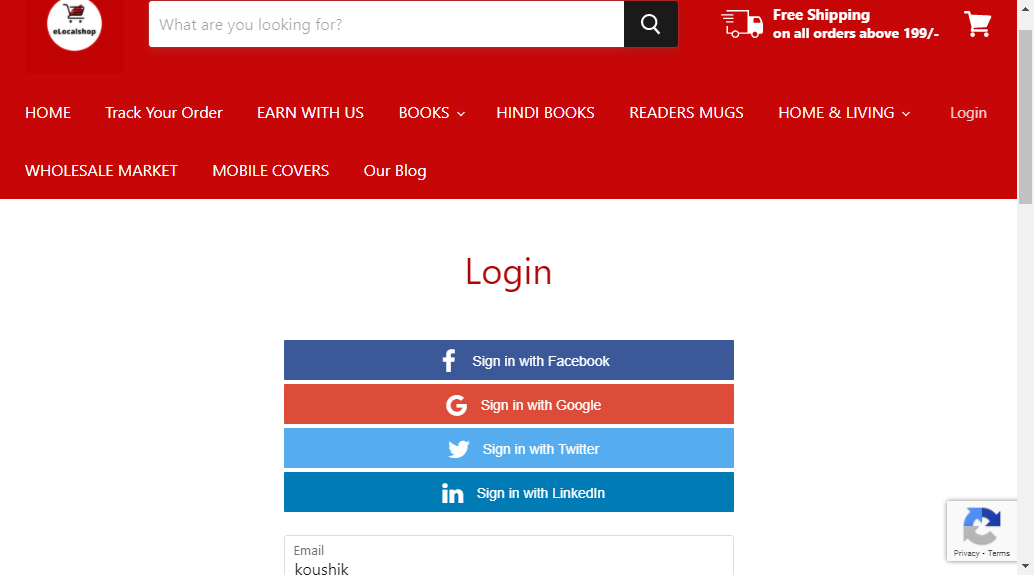 eLocalshop
What are you looking for?
Free Shipping
on all orders above 199/-
HOME
Track Your Order
EARN WITH US
BOOKS
HINDI BOOKS
READERS MUGS
HOME & LIVING
Login
WHOLESALE MARKET
MOBILE COVERS
Our Blog
Login
Sign in with Facebook
Sign in with Google
Sign in with Twitter
Sign in with LinkedIn
Email
koushik
Privacy - Terms